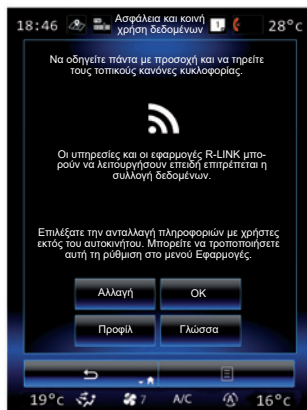 18:46 Ασφάλεια και κοινή χρήση δεδομένων 1 28°c
Να οδηγείτε πάντα με προσοχή και να τηρείτε
τους τοπικούς κανόνες κυκλοφορίας.
Οι υπηρεσίες και οι εφαρμογές R-LINK μπο-
ρούν να λειτουργήσουν επειδή επιτρέπεται η
συλλογή δεδομένων.
Επιλέξατε την ανταλλαγή πληροφοριών με χρήστες
εκτός του αυτοκινήτου. Μπορείτε να τροποποιήσετε
αυτή τη ρύθμιση στο μενού Εφαρμογές.
Αλλαγή OK
Προφίλ Γλώσσα
19°c 7 A/C 16°c